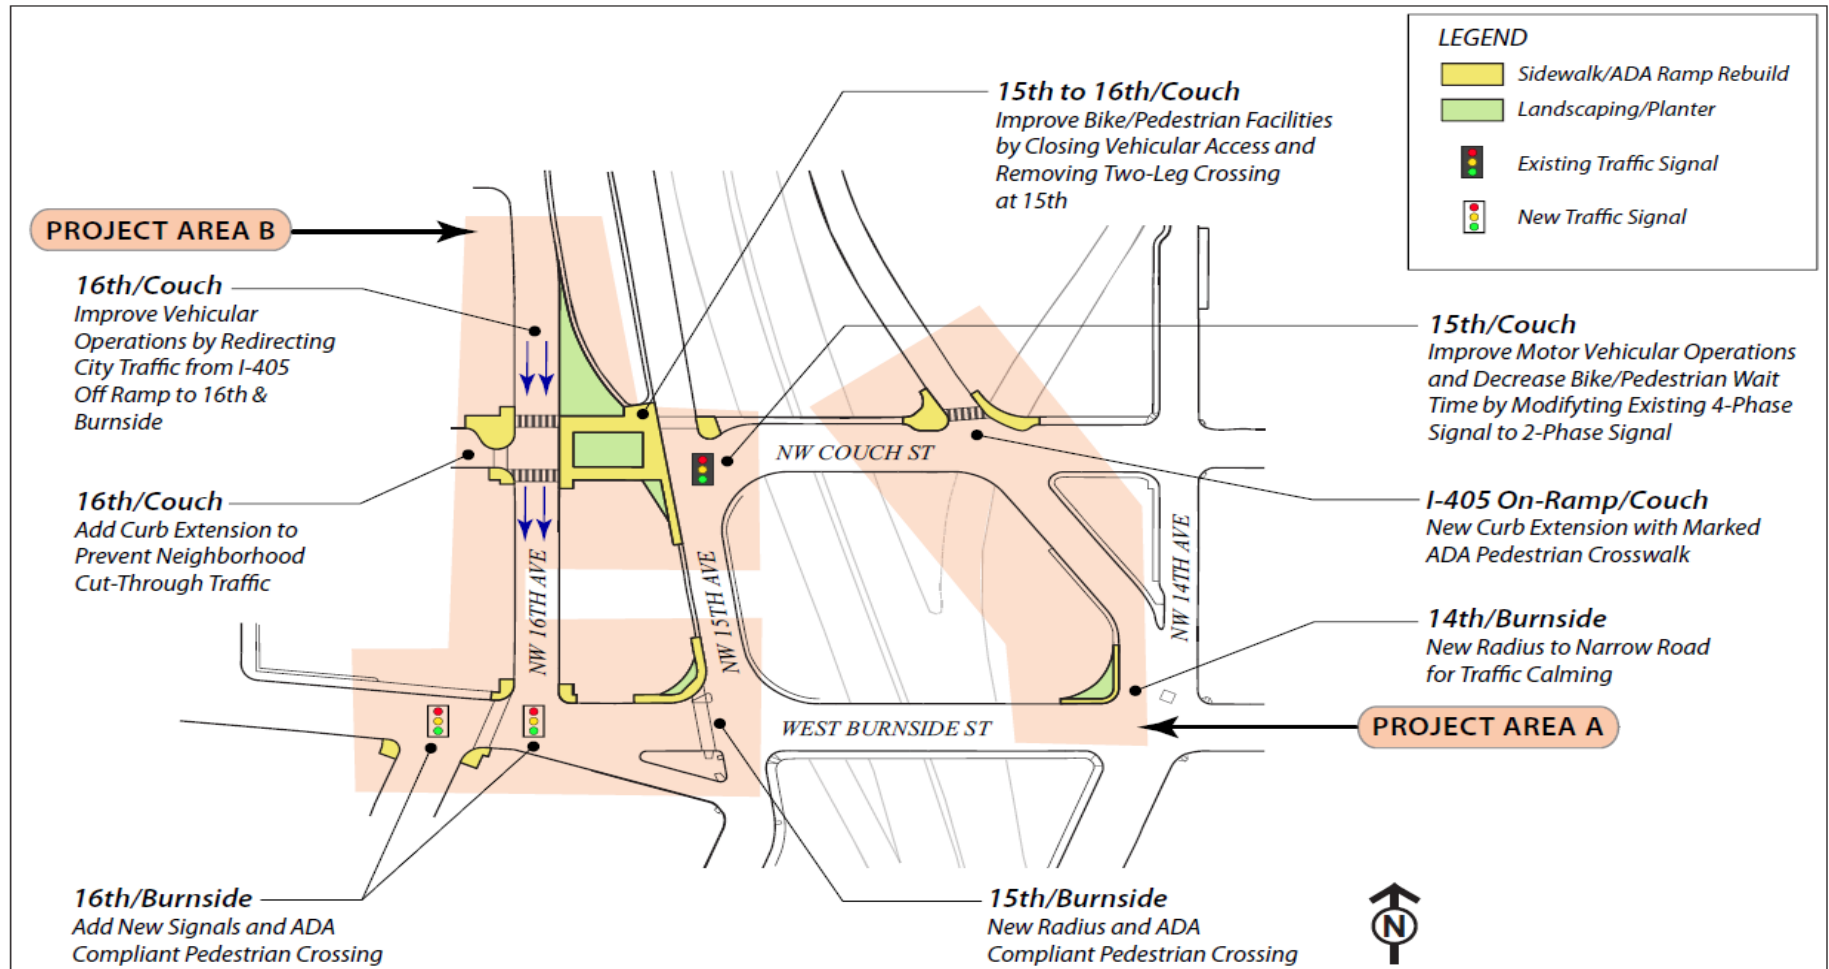 LEGEND
Sidewalk/ADA Ramp Rebuild
Landscaping/Planter
Existing Traffic Signal
New Traffic Signal
15th to 16th/Couch
Improve Bike/Pedestrian Facilities
by Closing Vehicular Access and
Removing Two-Leg Crossing
at 15th
PROJECT AREA B
16th/Couch
Improve Vehicular
Operations by Redirecting
City Traffic from I-405
Off Ramp to 16th &
Burnside
15th/Couch
Improve Motor Vehicular Operations
and Decrease Bike/Pedestrian Wait
Time by Modifyting Existing 4-Phase
Signal to 2-Phase Signal
NW COUCH ST
16th/Couch
Add Curb Extension to
Prevent Neighborhood
Cut-Through Traffic
I-405 On-Ramp/Couch
New Curb Extension with Marked
ADA Pedestrian Crosswalk
NW 16TH AVE
NW 15TH AVE
NW 14TH AVE
14th/Burnside
New Radius to Narrow Road
for Traffic Calming
WEST BURNSIDE ST
PROJECT AREA A
16th/Burnside
Add New Signals and ADA
Compliant Pedestrian Crossing
15th/Burnside
New Radius and ADA
Compliant Pedestrian Crossing
N